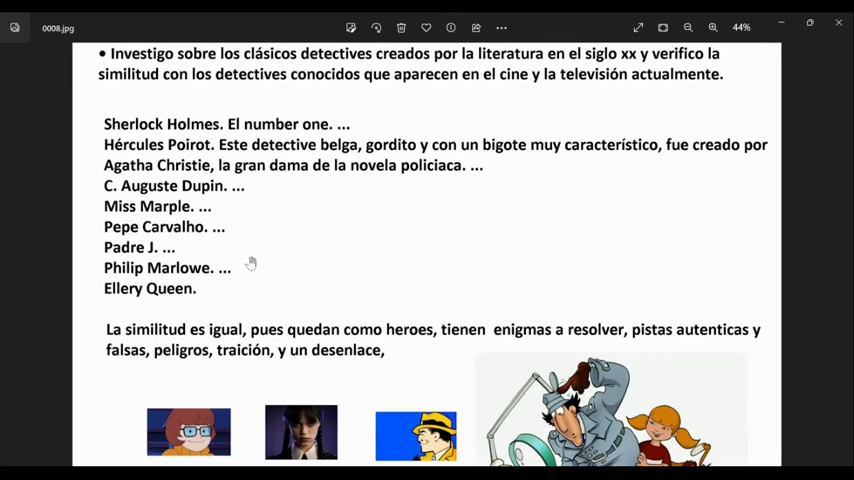 0008.jpg
44%
• Investigo sobre los clásicos detectives creados por la literatura en el siglo xx y verifico la
similitud con los detectives conocidos que aparecen en el cine y la televisión actualmente.
Sherlock Holmes. El number one. ...
Hércules Poirot. Este detective belga, gordito y con un bigote muy característico, fue creado por
Agatha Christie, la gran dama de la novela policiaca. ...
C. Auguste Dupin. ...
Miss Marple. ...
Pepe Carvalho. ...
Padre J. ...
Philip Marlowe. ...
Ellery Queen.
La similitud es igual, pues quedan como heroes, tienen enigmas a resolver, pistas autenticas y
falsas, peligros, traición, y un desenlace,